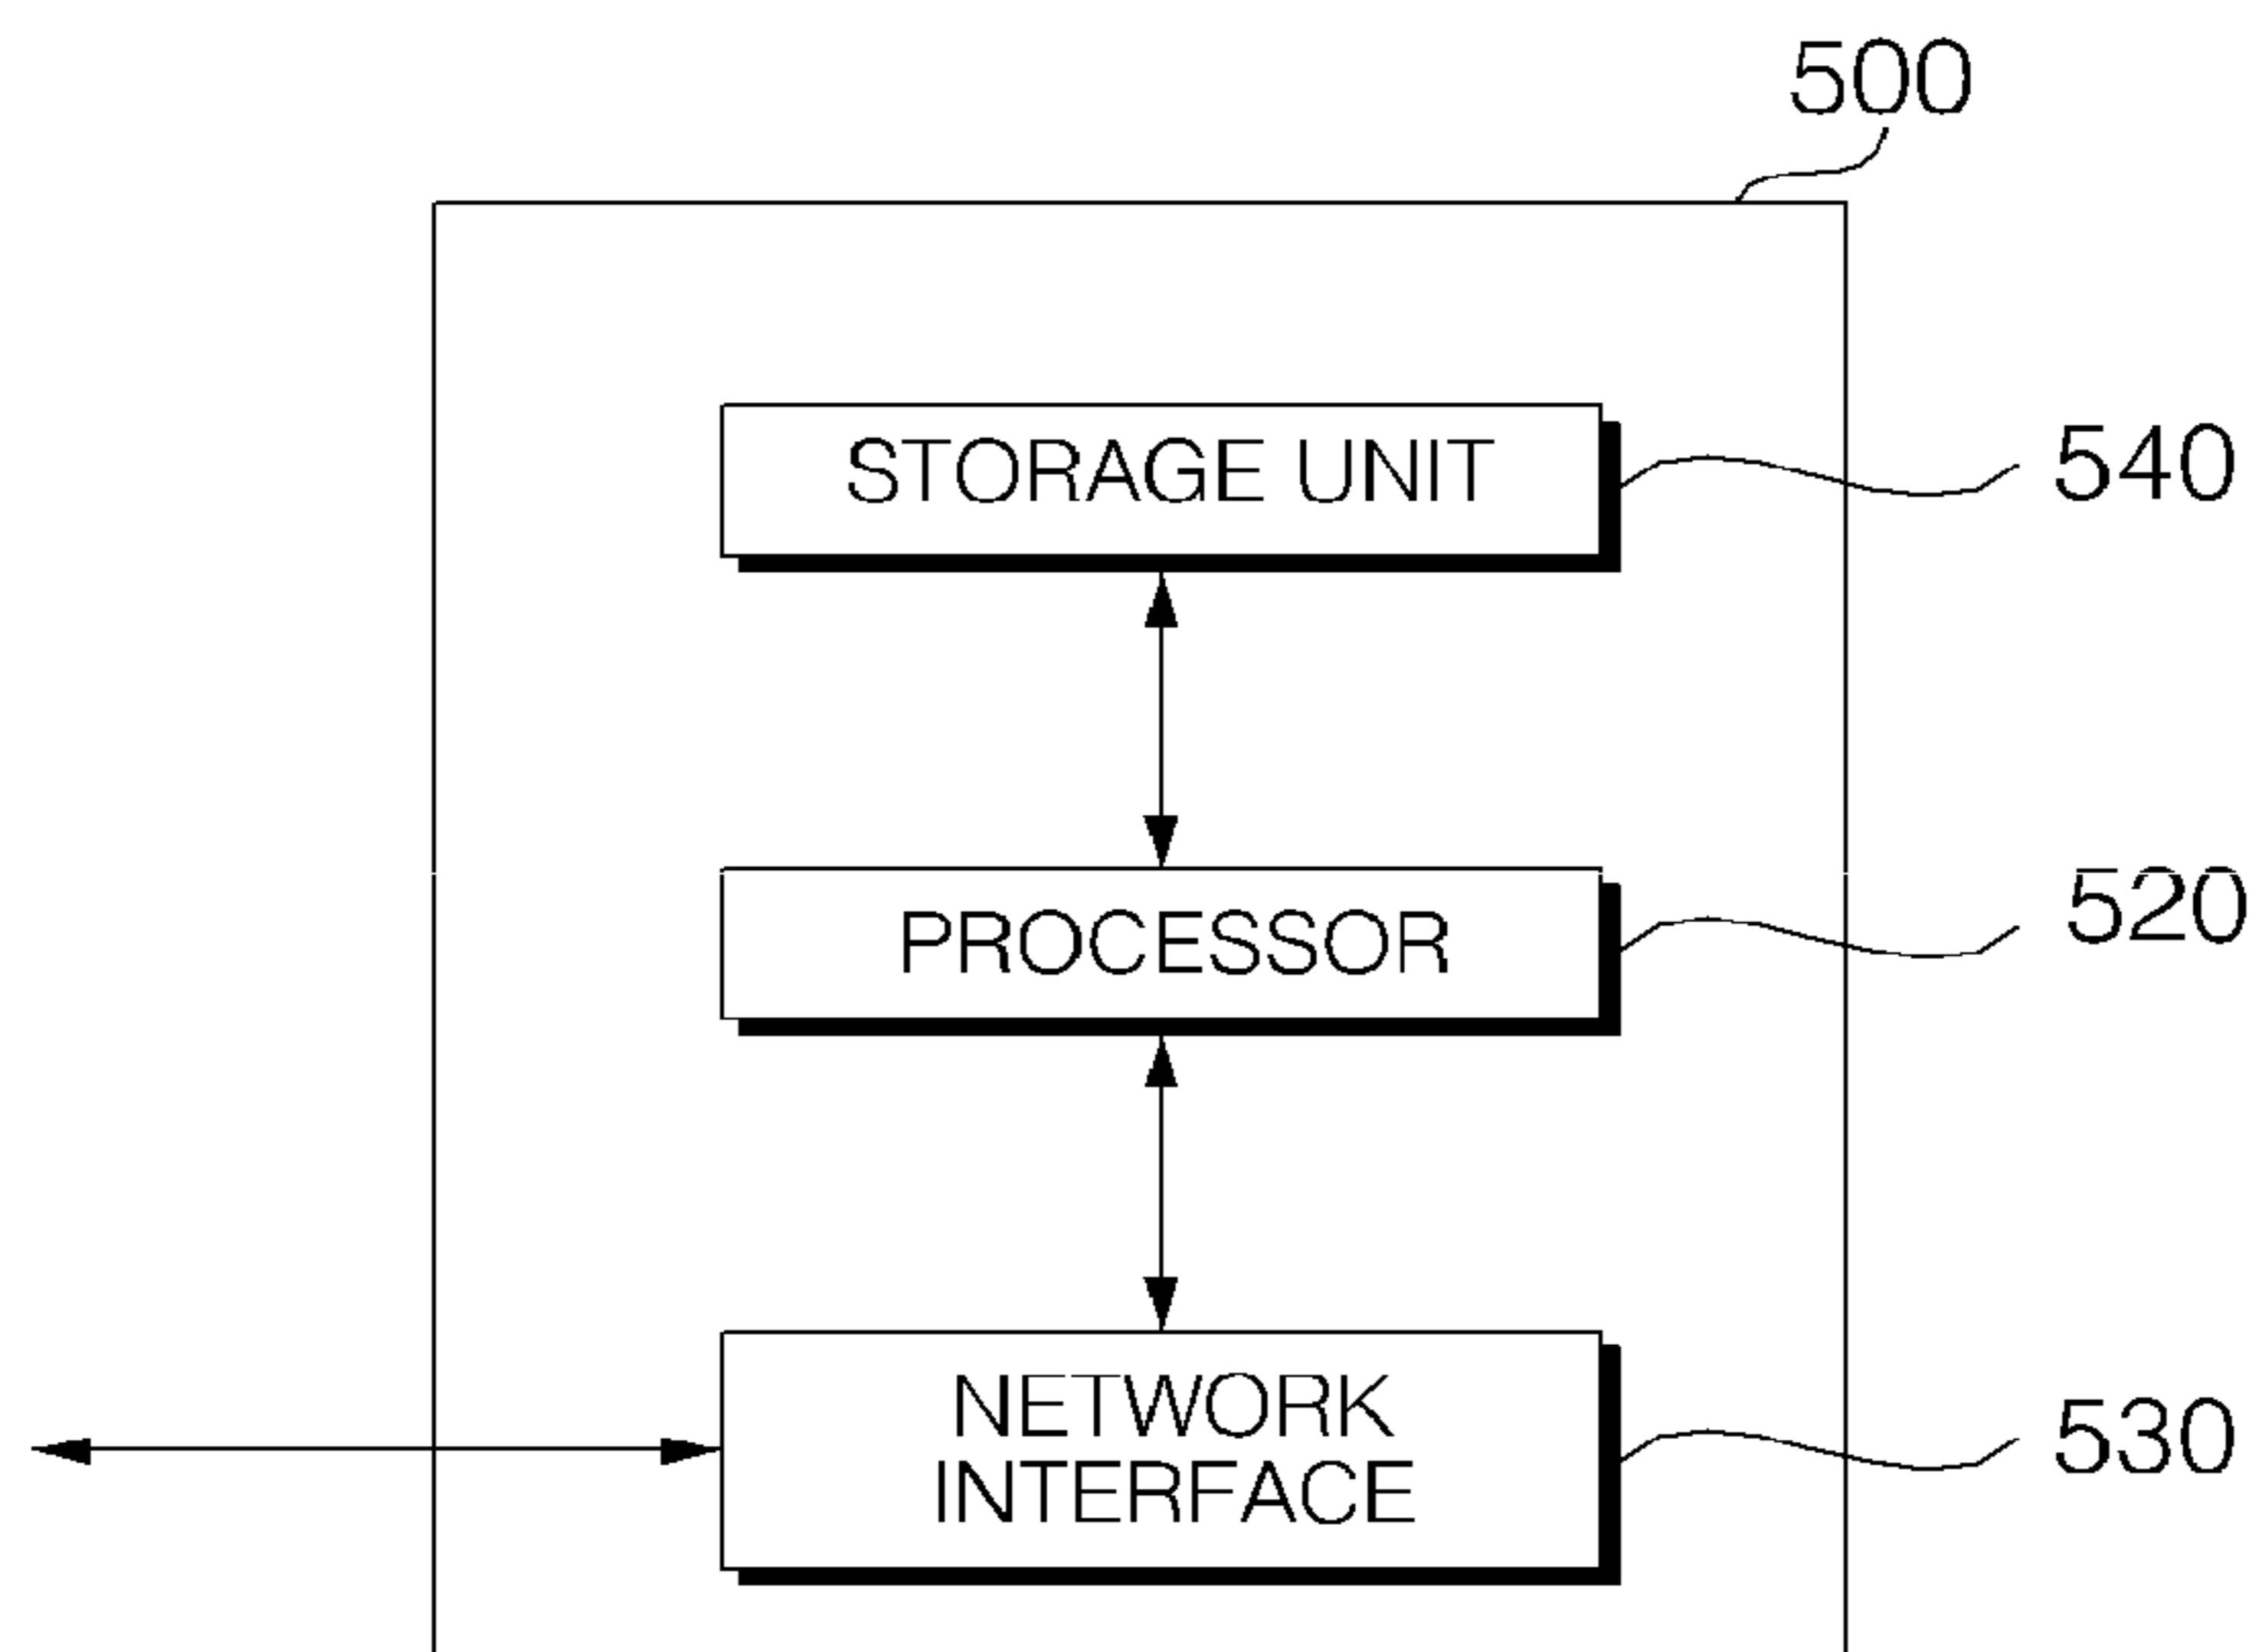 500
STORAGE UNIT
540
PROCESSOR
520
NETWORK
INTERFACE
530